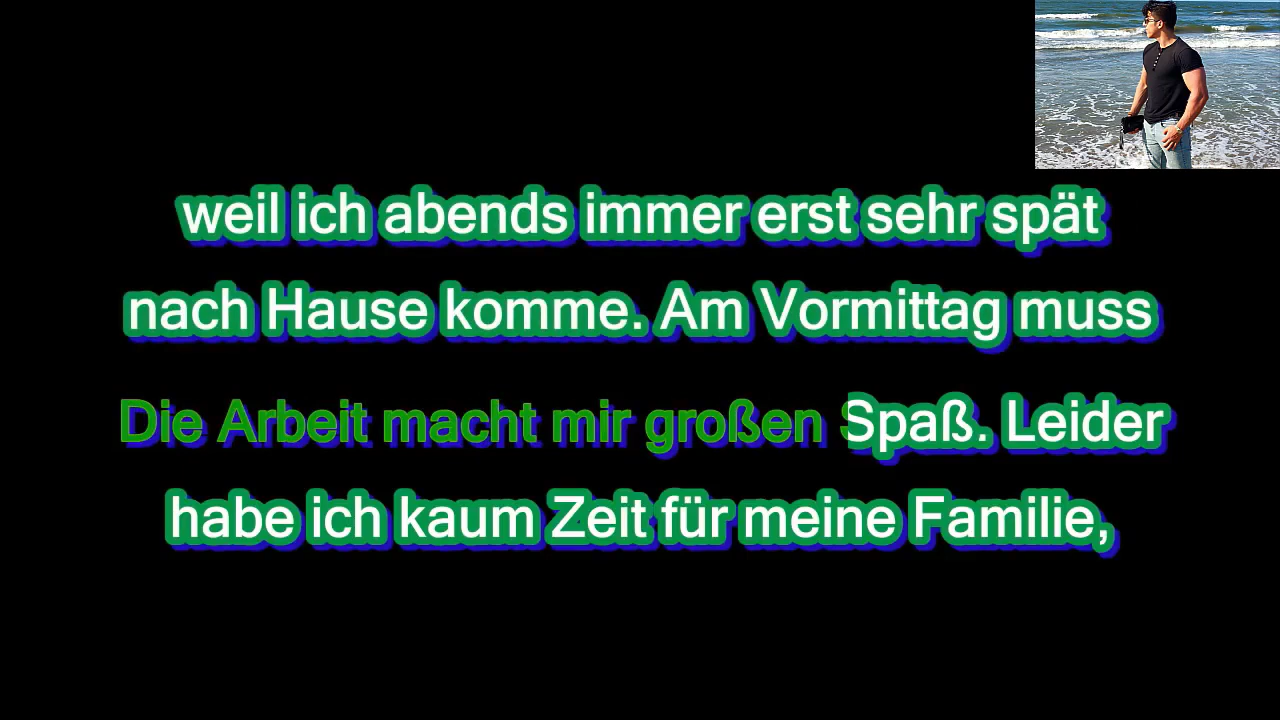 weil ich abends immer erst sehr spät
nach Hause komme. Am Vormittag muss
Die Arbeit macht mir großen Spaß. Leider
habe ich kaum Zeit für meine Familie,